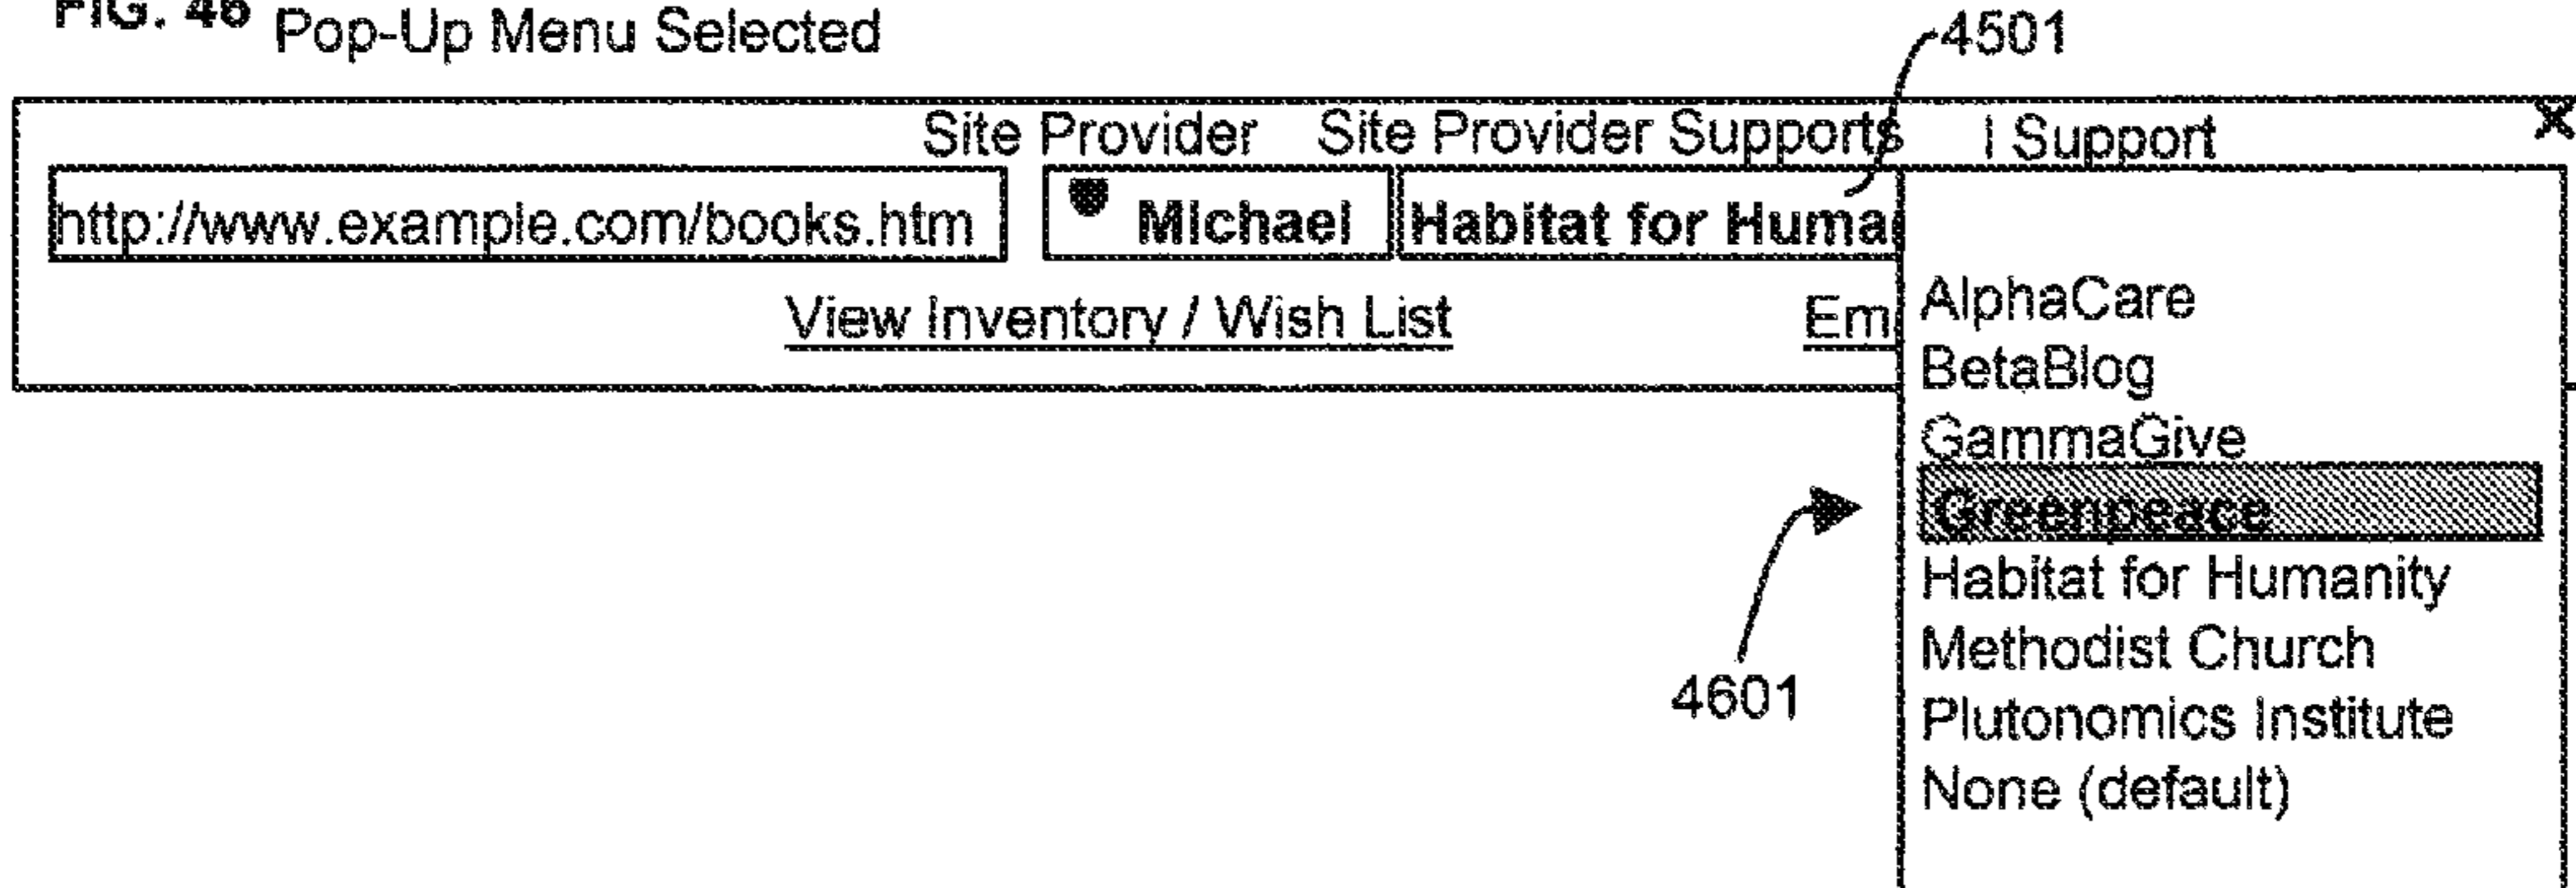 FIG. 46 Pop-Up Menu Selected
4501
Site Provider Site Provider Supports I Support X
http://www.example.com/books.htm Michael Habitat for Huma
View Inventory / Wish List Em
AlphaCare
BetaBlog
GammaGive
Greenpeace
Habitat for Humanity
Methodist Church
4601
Plutonomics Institute
None (default)